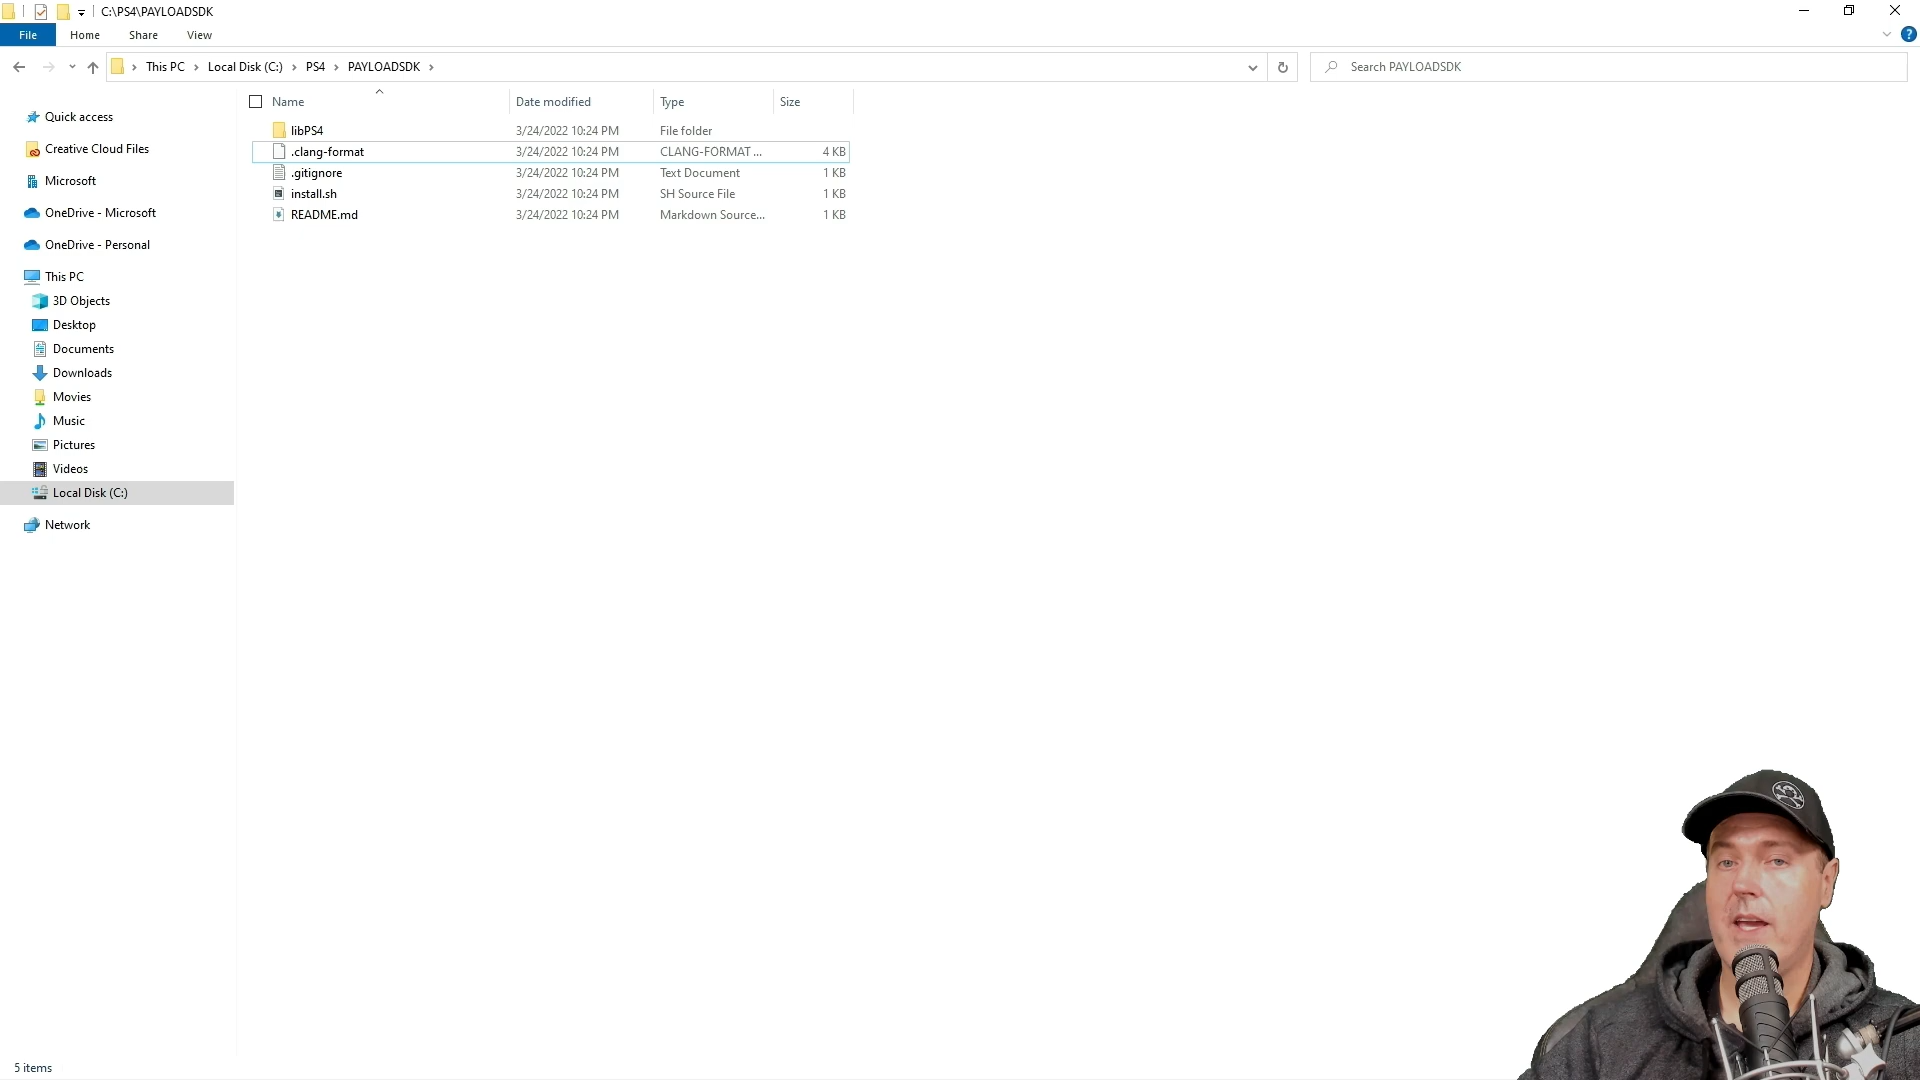 C:\PS4\PAYLOADSDK
File Home Share View
This PC Local Disk (C:) PS4 PAYLOADSDK Search PAYLOADSDK
Name Date modified Type Size
libPS4 3/24/2022 10:24 PM File folder
.clang-format 3/24/2022 10:24 PM CLANG-FORMAT ... 4 KB
.gitignore 3/24/2022 10:24 PM Text Document 1 KB
install.sh 3/24/2022 10:24 PM SH Source File 1 KB
README.md 3/24/2022 10:24 PM Markdown Source... 1 KB
Quick access
Creative Cloud Files
Microsoft
OneDrive - Microsoft
OneDrive - Personal
This PC
3D Objects
Desktop
Documents
Downloads
Movies
Music
Pictures
Videos
Local Disk (C:)
Network
5 items